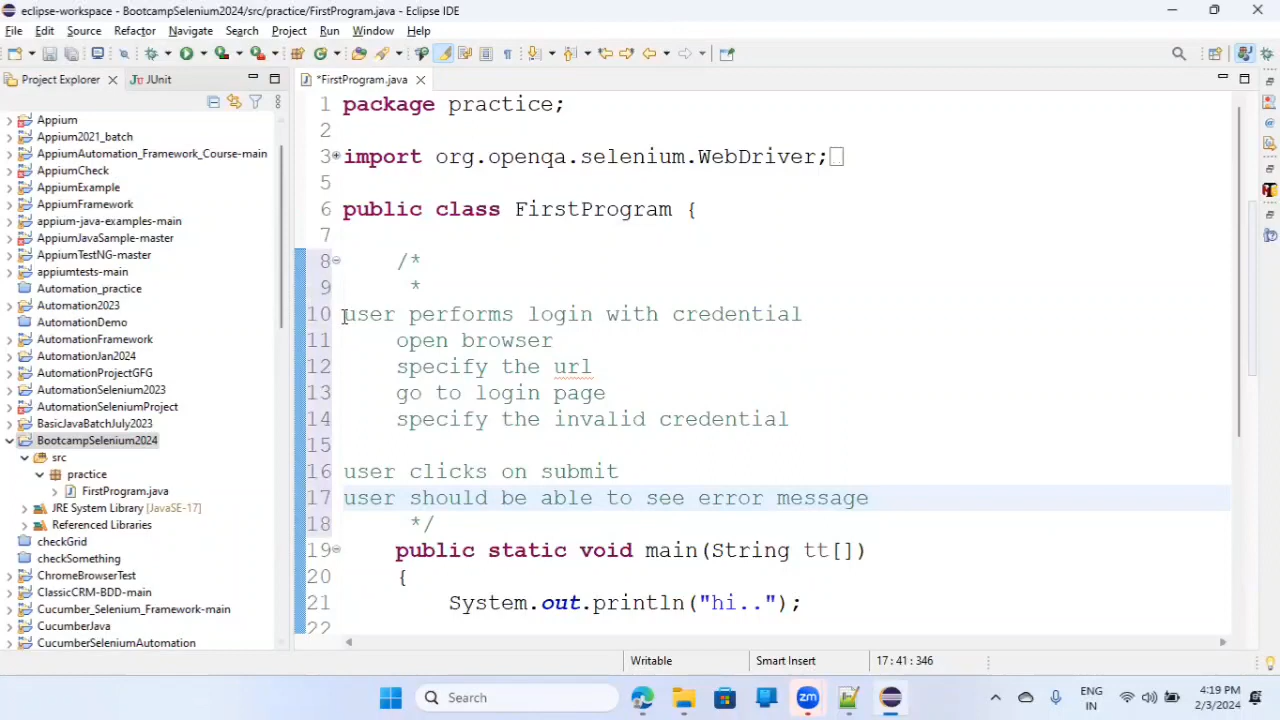 eclipse-workspace - BootcampSelenium2024/src/practice/FirstProgram.java - Eclipse IDE
File Edit Source Refactor Navigate Search Project Run Window Help
Project Explorer
JUnit
*FirstProgram.java
Appium
Appium2021_batch
AppiumAutomation_Framework_Course-main
AppiumCheck
AppiumExample
AppiumFramework
appium-java-examples-main
AppiumJavaSample-master
AppiumTestNG-master
appiumtests-main
Automation_practice
Automation2023
AutomationDemo
AutomationFramework
AutomationJan2024
AutomationProjectGFG
AutomationSelenium2023
AutomationSeleniumProject
BasicJavaBatchJuly2023
BootcampSelenium2024
src
practice
FirstProgram.java
JRE System Library [JavaSE-17]
Referenced Libraries
checkGrid
checkSomething
ChromeBrowserTest
ClassicCRM-BDD-main
Cucumber_Selenium_Framework-main
CucumberJava
CucumberSeleniumAutomation
1 package practice;
2
3 import org.openqa.selenium.WebDriver;
5
6 public class FirstProgram {
7
8 /*
9 *
10 user performs login with credential
11 open browser
12 specify the url
13 go to login page
14 specify the invalid credential
15
16 user clicks on submit
17 user should be able to see error message
18 */
19 public static void main(String tt[])
20 {
21 System.out.println("hi..");
22
Writable
Smart Insert
17 : 41 : 346
Search
zm
ENG
IN
4:19 PM
2/3/2024